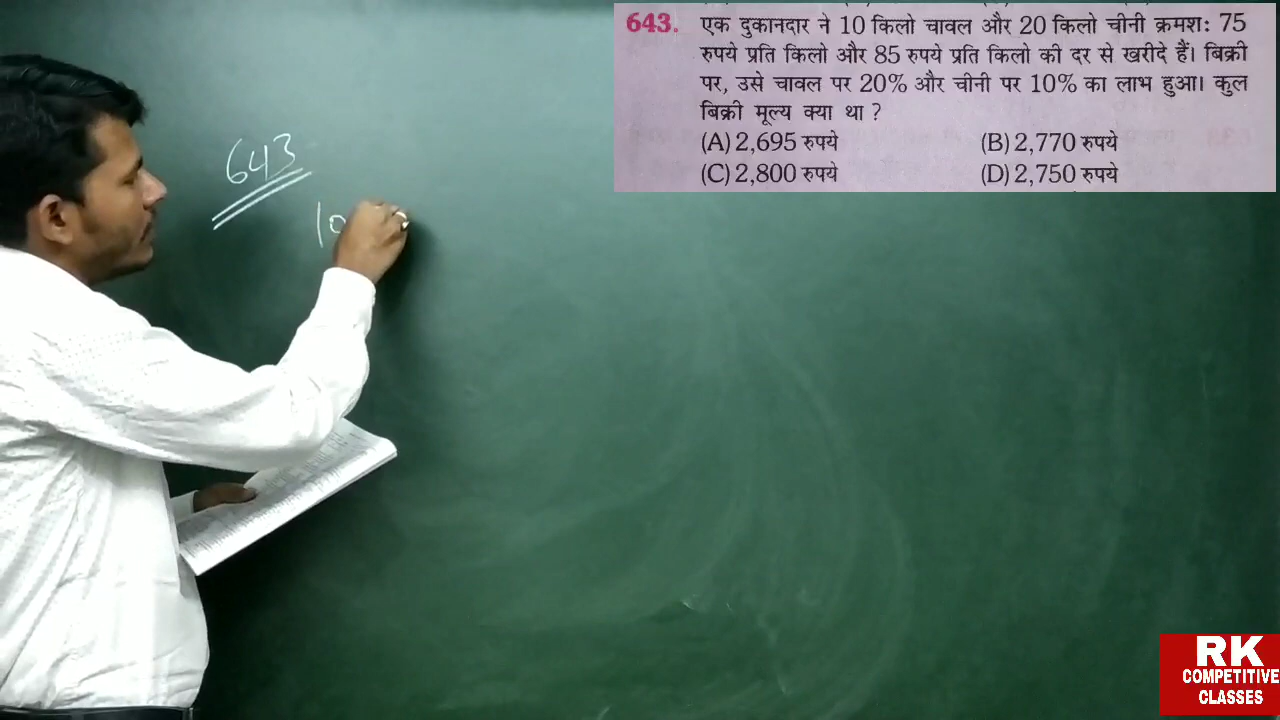 643. एक दुकानदार ने 10 किलो चावल और 20 किलो चीनी क्रमश: 75
रुपये प्रति किलो और 85 रुपये प्रति किलो की दर से खरीदे हैं। बिक्री
पर, उसे चावल पर 20% और चीनी पर 10% का लाभ हुआ। कुल
बिक्री मूल्य क्या था ?
(A) 2,695 रुपये (B) 2,770 रुपये
(C) 2,800 रुपये (D) 2,750 रुपये
643
10
RK
COMPETITIVE
CLASSES